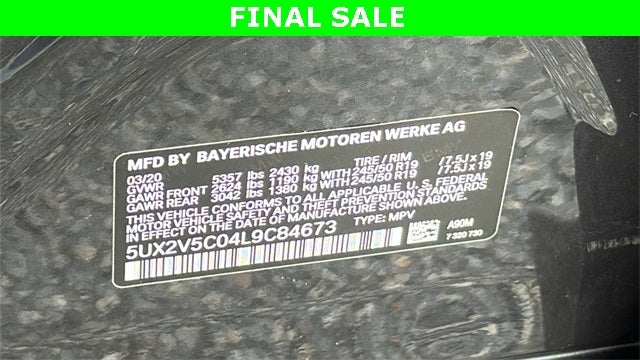 FINAL SALE
MFD BY BAYERISCHE MOTOREN WERKE AG
03/20 5357 lbs 2430 kg TIRE / RIM
GVWR
GAWR FRONT 2624 lbs 1190 kg WITH 245/50 R19 / 7.5J x 19
GAWR REAR 3042 lbs 1380 kg WITH 245/50 R19 / 7.5J x 19
THIS VEHICLE CONFORMS TO ALL APPLICABLE U. S. FEDERAL
MOTOR VEHICLE SAFETY AND THEFT PREVENTION STANDARDS
IN EFFECT ON THE DATE OF MANUFACTURE SHOWN ABOVE.
5UX2V5C04L9C84673 TYPE: MPV
A90M
7 320 730